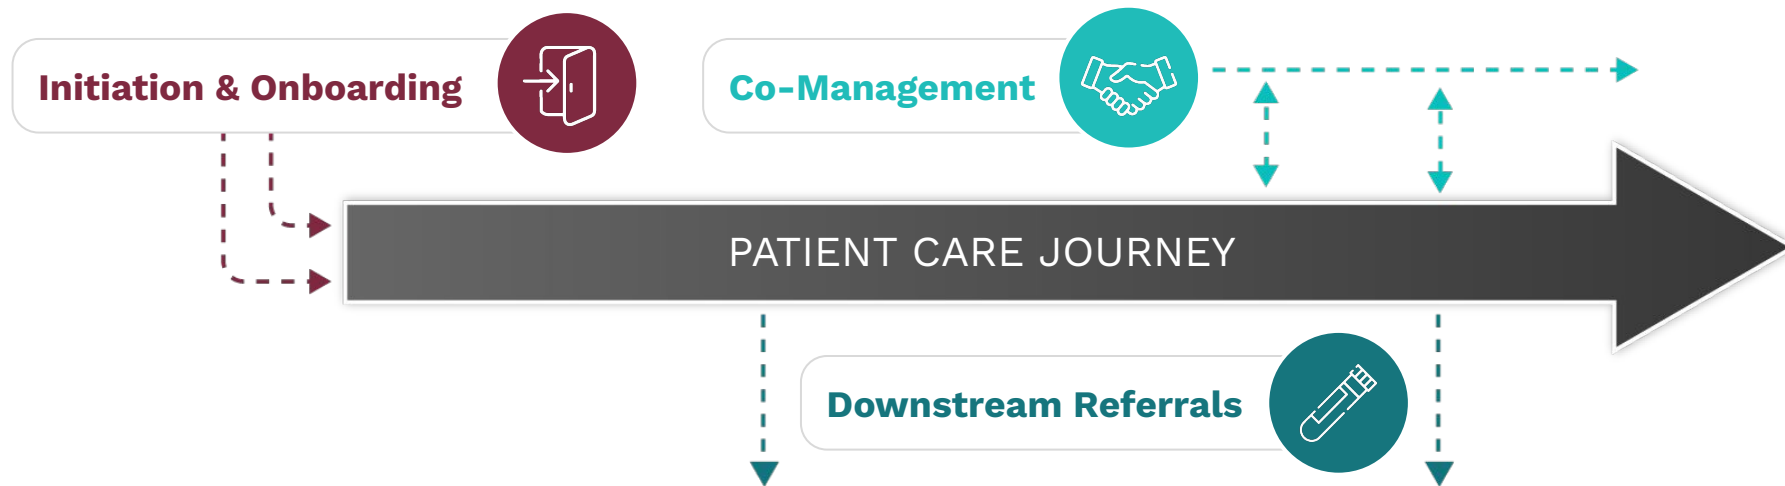 Initiation & Onboarding
Co-Management
PATIENT CARE JOURNEY
Downstream Referrals